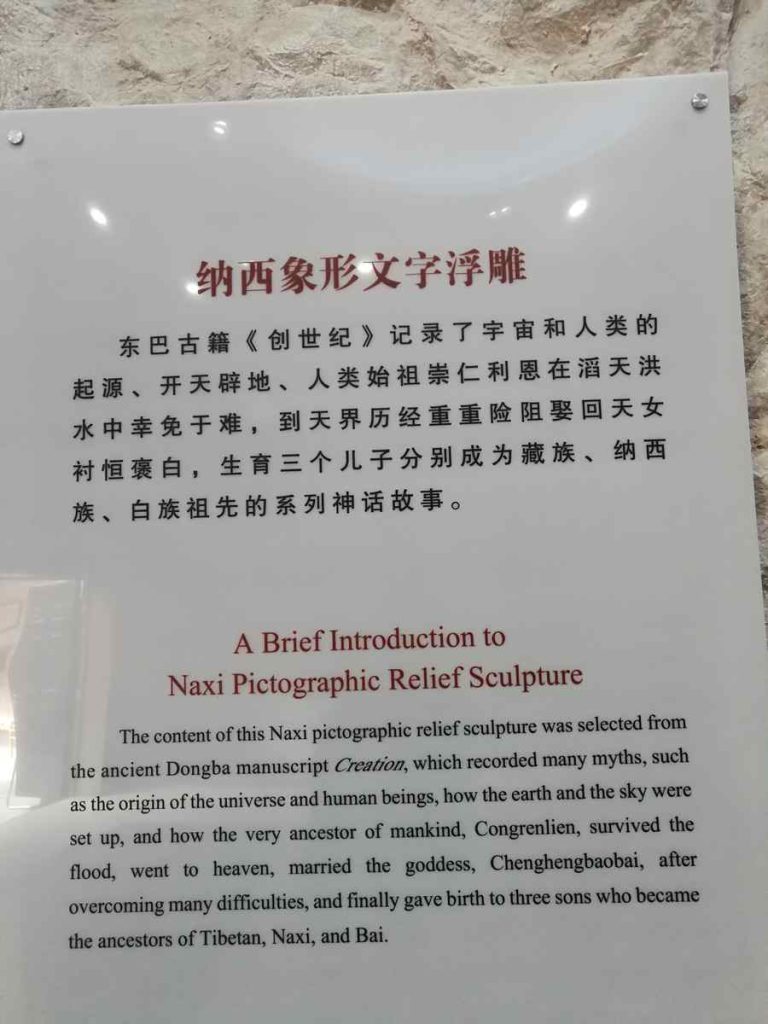 纳西象形文字浮雕
东巴古籍《创世纪》记录了宇宙和人类的
起源、开天辟地、人类始祖崇仁利恩在滔天洪
水中幸免于难，到天界历经重重险阻娶回天女
衬恒褒白，生育三个儿子分别成为藏族、纳西
族、白族祖先的系列神话故事。
A Brief Introduction to
Naxi Pictographic Relief Sculpture
The content of this Naxi pictographic relief sculpture was selected from
the ancient Dongba manuscript Creation, which recorded many myths, such
as the origin of the universe and human beings, how the earth and the sky were
set up, and how the very ancestor of mankind, Congrenlien, survived the
flood, went to heaven, married the goddess, Chenghengbaobai, after
overcoming many difficulties, and finally gave birth to three sons who became
the ancestors of Tibetan, Naxi, and Bai.